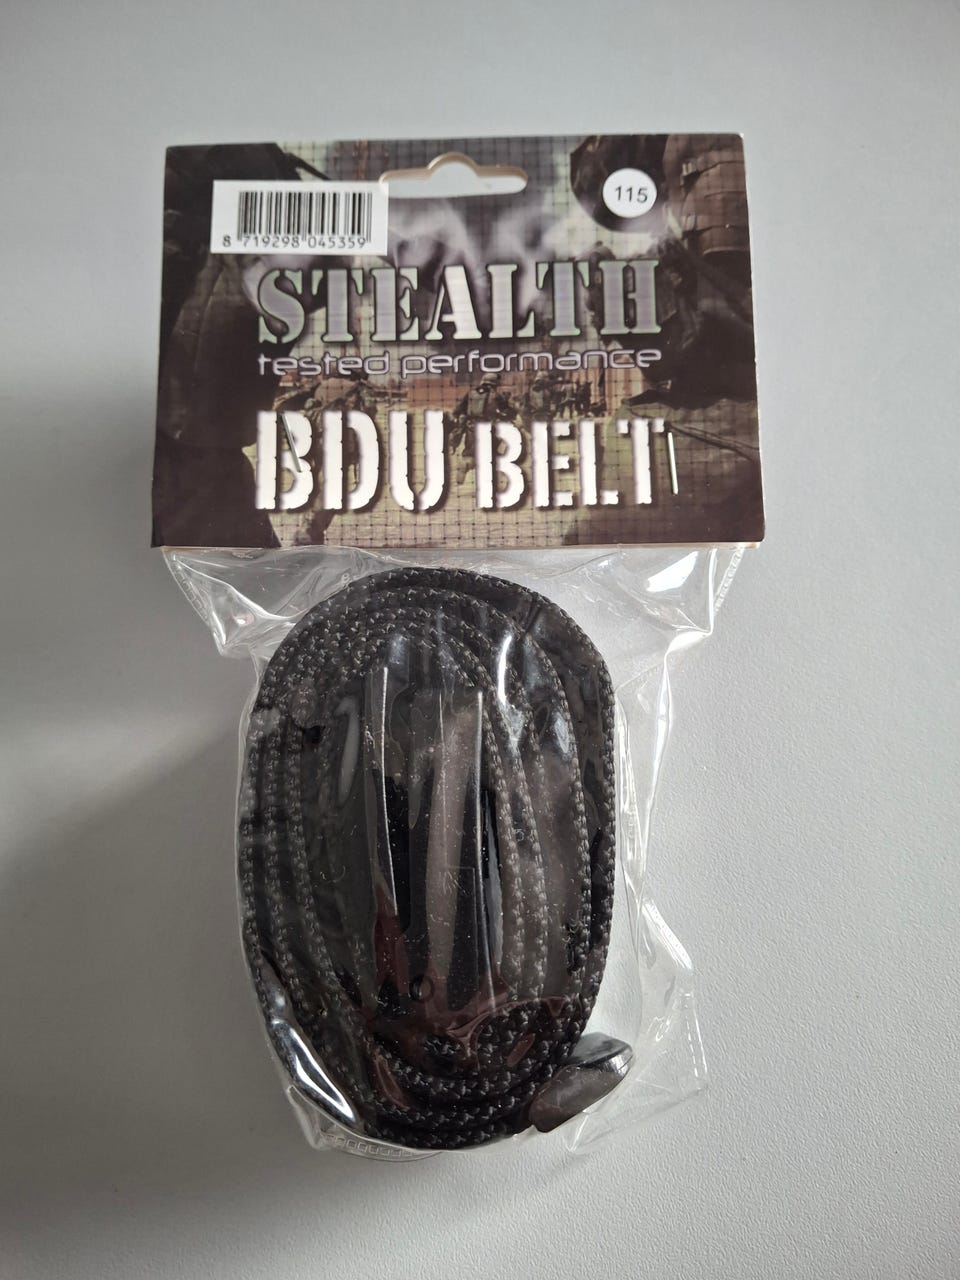 115
8 719298 045359
STEALTH
tested performance
BDU BELT